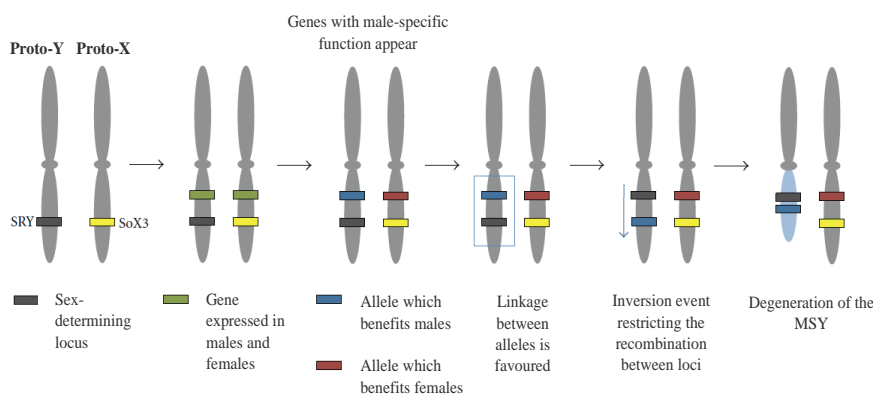 Genes with male-specific
function appear
Proto-Y Proto-X
SRY
SoX3
Sex-
determining
locus
Gene
expressed in
males and
females
Allele which
benefits males
Allele which
benefits females
Linkage
between
alleles is
favoured
Inversion event
restricting the
recombination
between loci
Degeneration of the
MSY